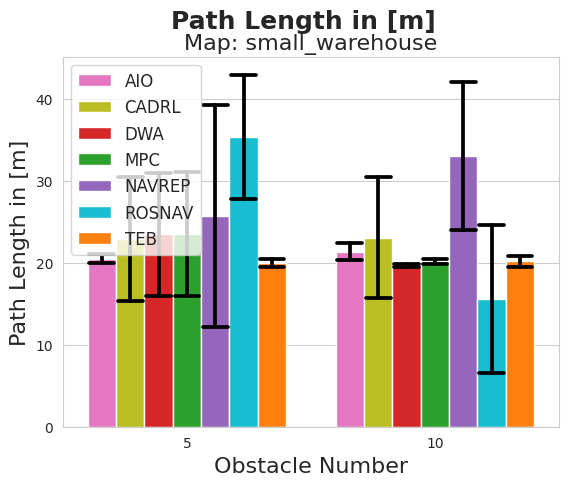 Path Length in [m]
Map: small_warehouse
Path Length in [m]
40
30
20
10
0
AIO
CADRL
DWA
MPC
NAVREP
ROSNAV
TEB
5
10
Obstacle Number